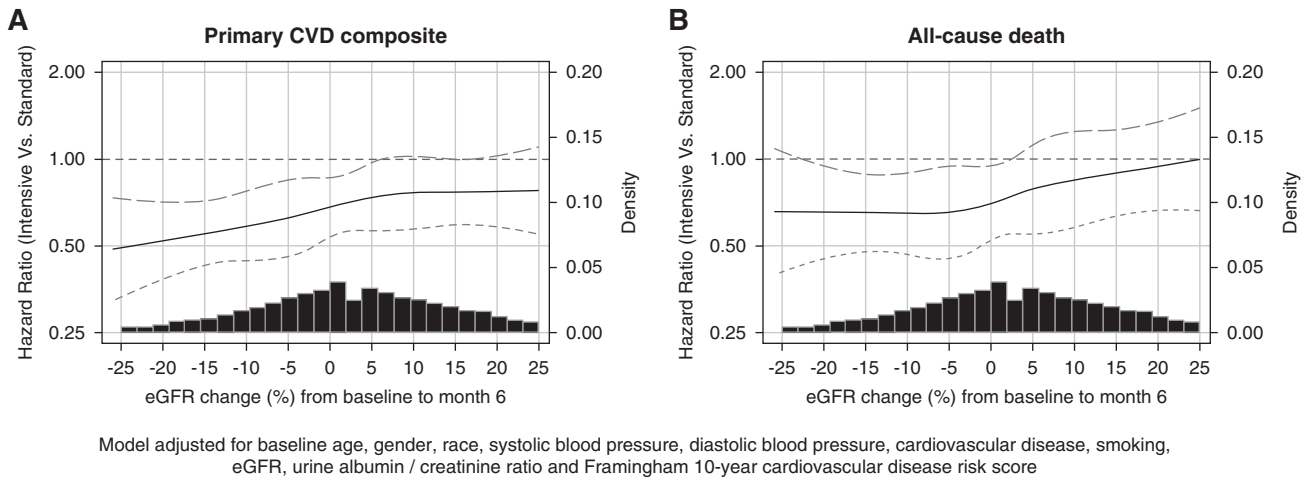 A
Primary CVD composite
Hazard Ratio (Intensive Vs. Standard)
2.00
1.00
0.50
0.25
0.20
0.15
0.10
0.05
0.00
Density
-25 -20 -15 -10 -5 0 5 10 15 20 25
eGFR change (%) from baseline to month 6
B
All-cause death
Hazard Ratio (Intensive Vs. Standard)
2.00
1.00
0.50
0.25
0.20
0.15
0.10
0.05
0.00
Density
-25 -20 -15 -10 -5 0 5 10 15 20 25
eGFR change (%) from baseline to month 6
Model adjusted for baseline age, gender, race, systolic blood pressure, diastolic blood pressure, cardiovascular disease, smoking,
eGFR, urine albumin / creatinine ratio and Framingham 10-year cardiovascular disease risk score